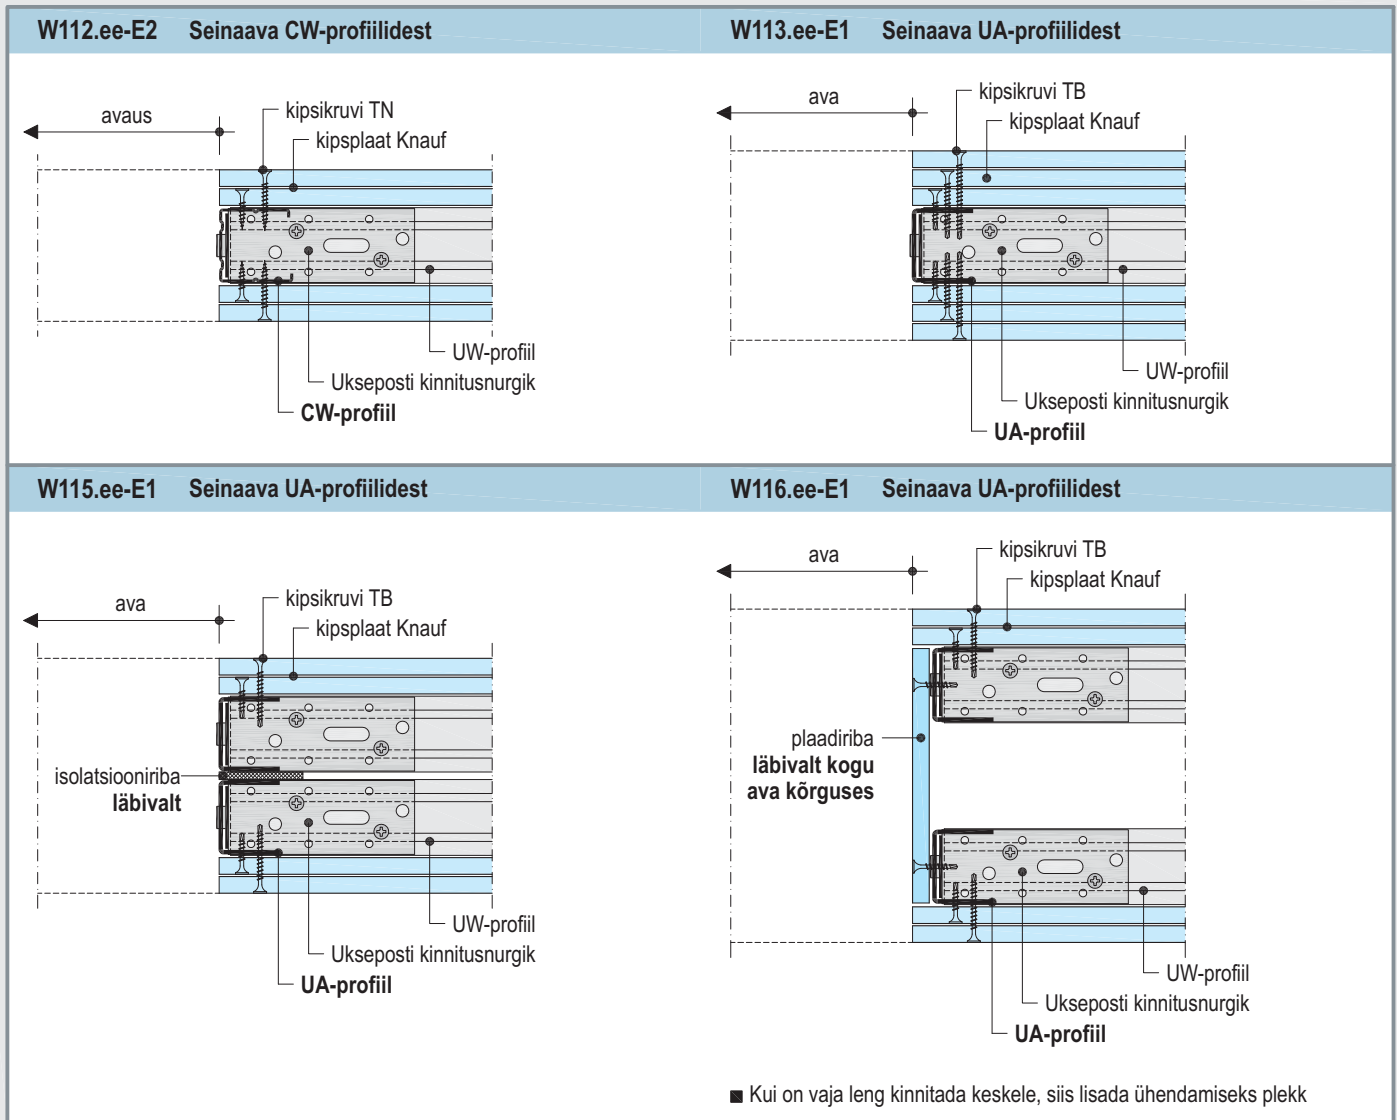 W112.ee-E2 Seinaava CW-profiilidest
avaus
kipsikruvi TN
kipsplaat Knauf
UW-profiil
Ukseposti kinnitusnurgik
CW-profiil
W113.ee-E1 Seinaava UA-profiilidest
ava
kipsikruvi TB
kipsplaat Knauf
UW-profiil
Ukseposti kinnitusnurgik
UA-profiil
W115.ee-E1 Seinaava UA-profiilidest
ava
kipsikruvi TB
kipsplaat Knauf
isolatsiooniriba
läbivalt
UW-profiil
Ukseposti kinnitusnurgik
UA-profiil
W116.ee-E1 Seinaava UA-profiilidest
ava
kipsikruvi TB
kipsplaat Knauf
plaadiriba
läbivalt kogu
ava kõrguses
UW-profiil
Ukseposti kinnitusnurgik
UA-profiil
■ Kui on vaja leng kinnitada keskele, siis lisada ühendamiseks plekk